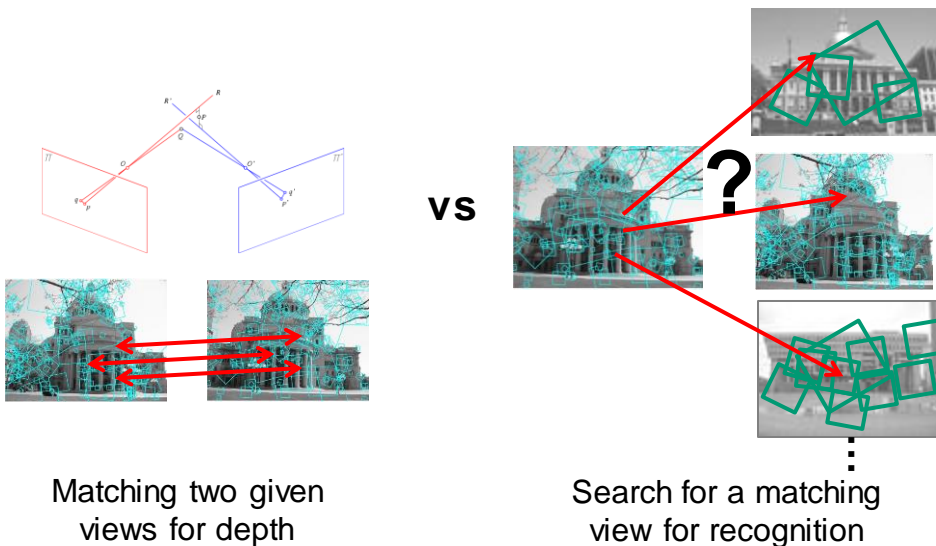 R'
R
P
Q
O
O'
Π
Π'
q
p
q'
P'
vs
?
Matching two given
views for depth
Search for a matching
view for recognition